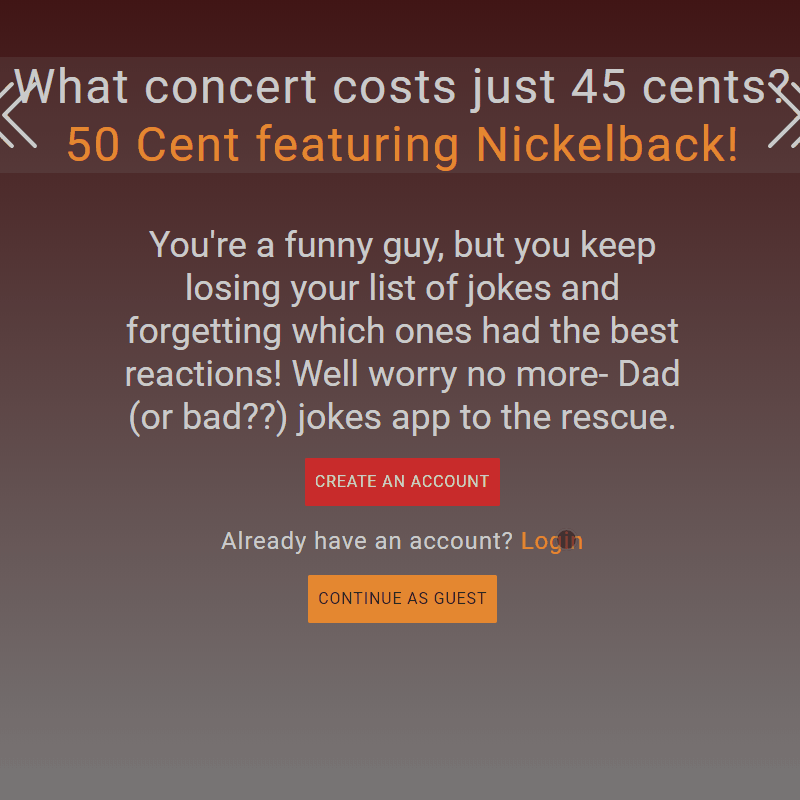 What concert costs just 45 cents?
50 Cent featuring Nickelback!
You're a funny guy, but you keep
losing your list of jokes and
forgetting which ones had the best
reactions! Well worry no more- Dad
(or bad??) jokes app to the rescue.
CREATE AN ACCOUNT
Already have an account? Login
CONTINUE AS GUEST